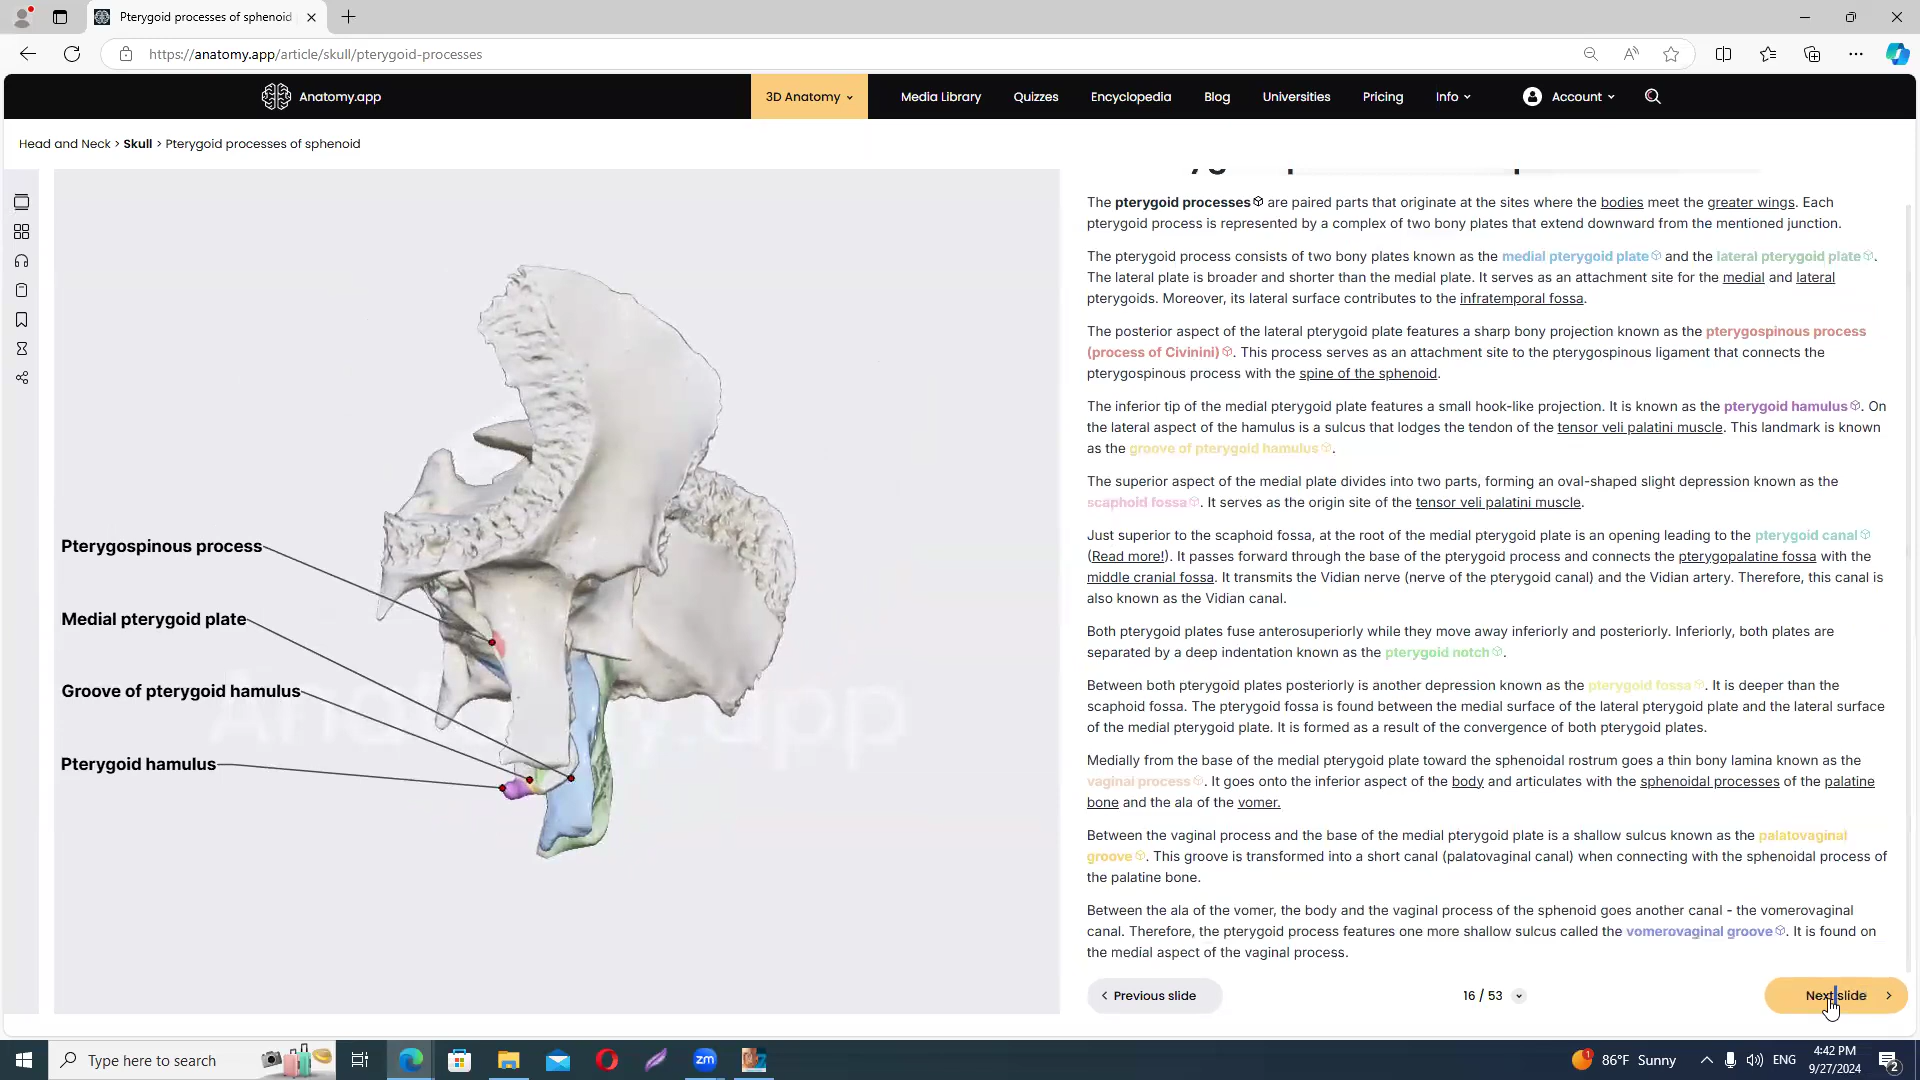 Pterygoid processes of sphenoid
https://anatomy.app/article/skull/pterygoid-processes
Anatomy.app
3D Anatomy
Media Library
Quizzes
Encyclopedia
Blog
Universities
Pricing
Info
Account
Head and Neck > Skull > Pterygoid processes of sphenoid
The pterygoid processes are paired parts that originate at the sites where the bodies meet the greater wings. Each
pterygoid process is represented by a complex of two bony plates that extend downward from the mentioned junction.
The pterygoid process consists of two bony plates known as the medial pterygoid plate and the lateral pterygoid plate.
The lateral plate is broader and shorter than the medial plate. It serves as an attachment site for the medial and lateral
pterygoids. Moreover, its lateral surface contributes to the infratemporal fossa.
The posterior aspect of the lateral pterygoid plate features a sharp bony projection known as the pterygospinous process
(process of Civinini). This process serves as an attachment site to the pterygospinous ligament that connects the
pterygospinous process with the spine of the sphenoid.
The inferior tip of the medial pterygoid plate features a small hook-like projection. It is known as the pterygoid hamulus. On
the lateral aspect of the hamulus is a sulcus that lodges the tendon of the tensor veli palatini muscle. This landmark is known
as the groove of pterygoid hamulus.
The superior aspect of the medial plate divides into two parts, forming an oval-shaped slight depression known as the
scaphoid fossa. It serves as the origin site of the tensor veli palatini muscle.
Just superior to the scaphoid fossa, at the root of the medial pterygoid plate is an opening leading to the pterygoid canal
(Read more!). It passes forward through the base of the pterygoid process and connects the pterygopalatine fossa with the
middle cranial fossa. It transmits the Vidian nerve (nerve of the pterygoid canal) and the Vidian artery. Therefore, this canal is
also known as the Vidian canal.
Both pterygoid plates fuse anterosuperiorly while they move away inferiorly and posteriorly. Inferiorly, both plates are
separated by a deep indentation known as the pterygoid notch.
Between both pterygoid plates posteriorly is another depression known as the pterygoid fossa. It is deeper than the
scaphoid fossa. The pterygoid fossa is found between the medial surface of the lateral pterygoid plate and the lateral surface
of the medial pterygoid plate. It is formed as a result of the convergence of both pterygoid plates.
Medially from the base of the medial pterygoid plate toward the sphenoidal rostrum goes a thin bony lamina known as the
vaginal process. It goes onto the inferior aspect of the body and articulates with the sphenoidal processes of the palatine
bone and the ala of the vomer.
Between the vaginal process and the base of the medial pterygoid plate is a shallow sulcus known as the palatovaginal
groove. This groove is transformed into a short canal (palatovaginal canal) when connecting with the sphenoidal process of
the palatine bone.
Between the ala of the vomer, the body and the vaginal process of the sphenoid goes another canal - the vomerovaginal
canal. Therefore, the pterygoid process features one more shallow sulcus called the vomerovaginal groove. It is found on
the medial aspect of the vaginal process.
Pterygospinous process
Medial pterygoid plate
Groove of pterygoid hamulus
Pterygoid hamulus
Anatomy.app
Previous slide
16 / 53
Next slide
Type here to search
zm
1
86°F Sunny
ENG
4:42 PM
9/27/2024
2